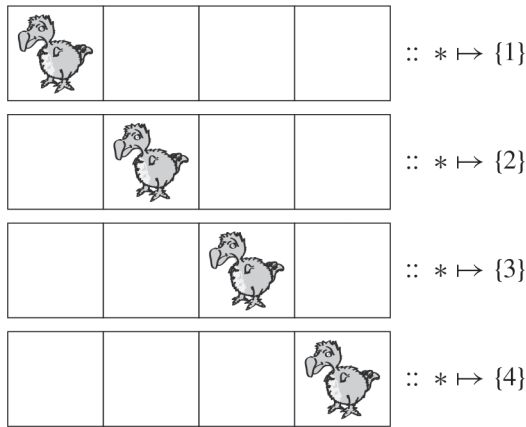 :: * ↦ {1}
:: * ↦ {2}
:: * ↦ {3}
:: * ↦ {4}